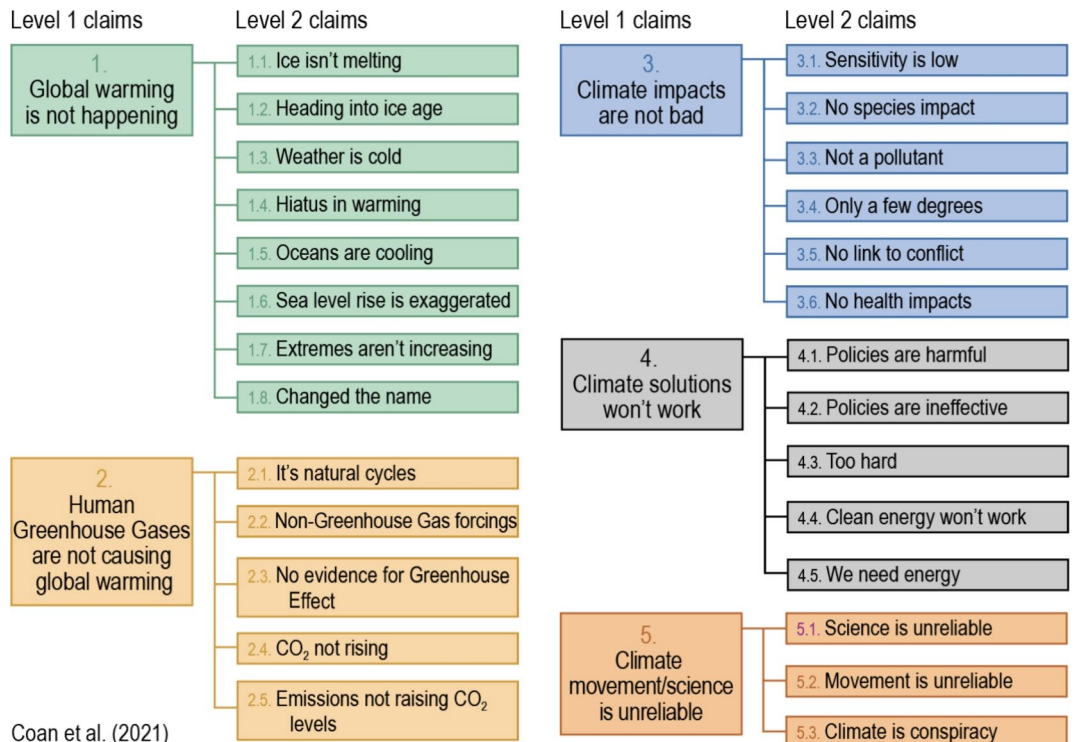 Level 1 claims
Level 2 claims
1.
Global warming
is not happening
1.1. Ice isn't melting
1.2. Heading into ice age
1.3. Weather is cold
1.4. Hiatus in warming
1.5. Oceans are cooling
1.6. Sea level rise is exaggerated
1.7. Extremes aren't increasing
1.8. Changed the name
2.
Human
Greenhouse Gases
are not causing
global warming
2.1. It's natural cycles
2.2. Non-Greenhouse Gas forcings
2.3. No evidence for Greenhouse
Effect
2.4. CO₂ not rising
2.5. Emissions not raising CO₂
levels
Coan et al. (2021)
Level 1 claims
Level 2 claims
3.
Climate impacts
are not bad
3.1. Sensitivity is low
3.2. No species impact
3.3. Not a pollutant
3.4. Only a few degrees
3.5. No link to conflict
3.6. No health impacts
4.
Climate solutions
won't work
4.1. Policies are harmful
4.2. Policies are ineffective
4.3. Too hard
4.4. Clean energy won't work
4.5. We need energy
5.
Climate
movement/science
is unreliable
5.1. Science is unreliable
5.2. Movement is unreliable
5.3. Climate is conspiracy